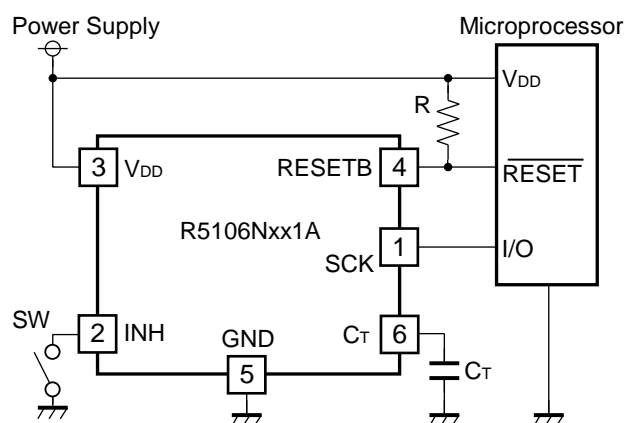 Power Supply
Microprocessor
VDD
R
3
VDD
RESETB
4
RESET
R5106Nxx1A
1
SCK
I/O
SW
2
INH
GND
CT
6
5
CT